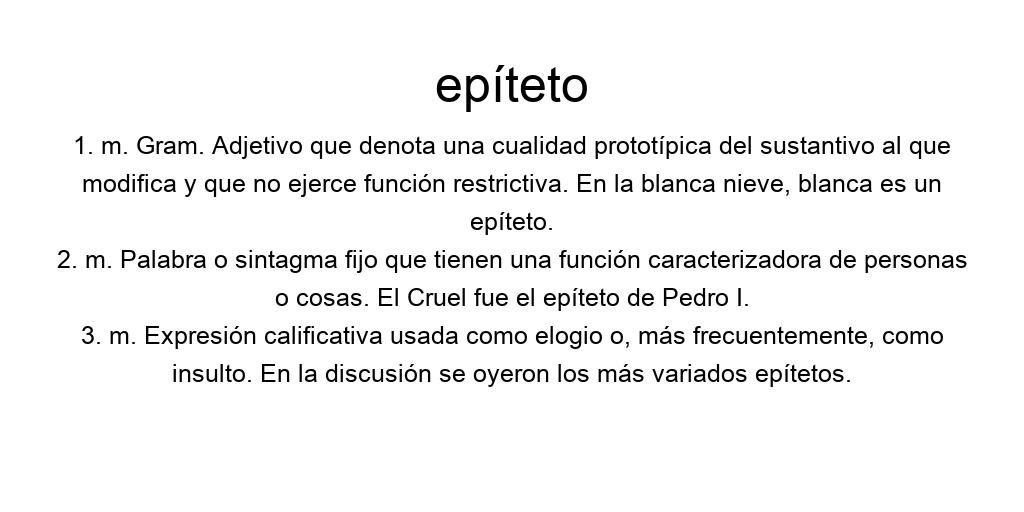 epíteto
1. m. Gram. Adjetivo que denota una cualidad prototípica del sustantivo al que
modifica y que no ejerce función restrictiva. En la blanca nieve, blanca es un
epíteto.
2. m. Palabra o sintagma fijo que tienen una función caracterizadora de personas
o cosas. El Cruel fue el epíteto de Pedro I.
3. m. Expresión calificativa usada como elogio o, más frecuentemente, como
insulto. En la discusión se oyeron los más variados epítetos.